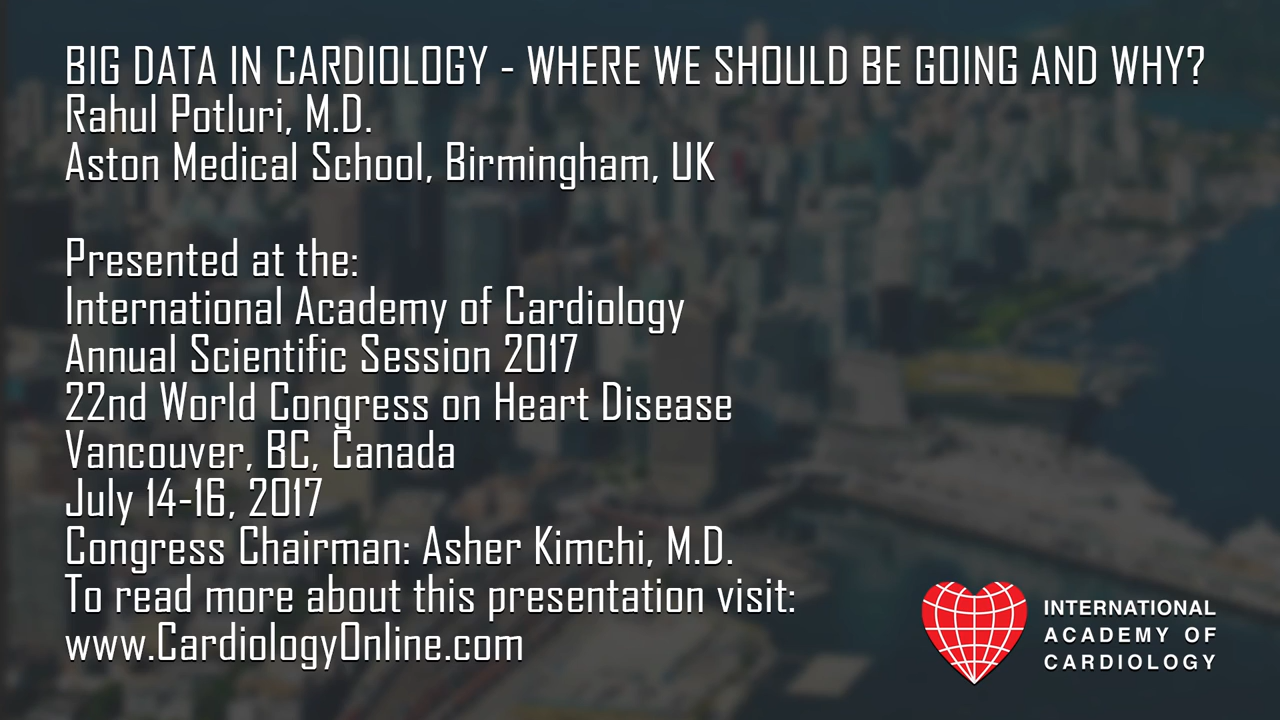 BIG DATA IN CARDIOLOGY - WHERE WE SHOULD BE GOING AND WHY?
Rahul Potluri, M.D.
Aston Medical School, Birmingham, UK
Presented at the:
International Academy of Cardiology
Annual Scientific Session 2017
22nd World Congress on Heart Disease
Vancouver, BC, Canada
July 14-16, 2017
Congress Chairman: Asher Kimchi, M.D.
To read more about this presentation visit:
www.CardiologyOnline.com
INTERNATIONAL
ACADEMY OF
CARDIOLOGY